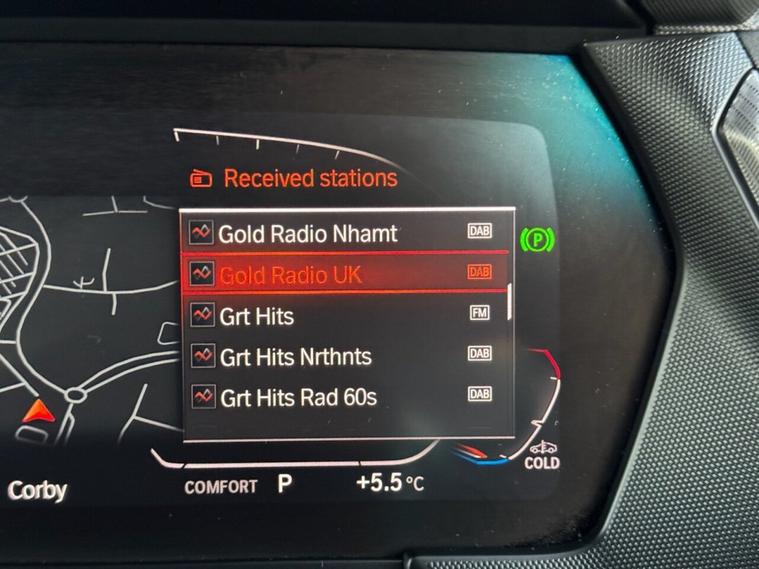 Received stations
Gold Radio Nhamt DAB
Gold Radio UK DAB
Grt Hits FM
Grt Hits Nrthnts DAB
Grt Hits Rad 60s DAB
(P)
COLD
Corby COMFORT P +5.5 °C